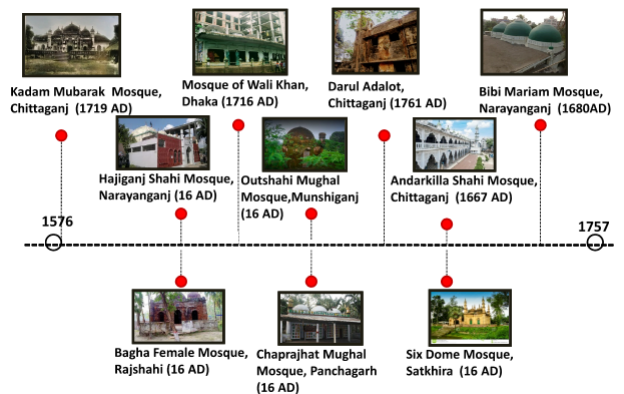 Kadam Mubarak Mosque,
Chittaganj (1719 AD)
Mosque of Wali Khan,
Dhaka (1716 AD)
Darul Adalot,
Chittaganj (1761 AD)
Bibi Mariam Mosque,
Narayanganj (1680AD)
Hajiganj Shahi Mosque,
Narayanganj (16 AD)
Outshahi Mughal
Mosque,Munshiganj
(16 AD)
Andarkilla Shahi Mosque,
Chittaganj (1667 AD)
1576
1757
Bagha Female Mosque,
Rajshahi (16 AD)
Chaprajhat Mughal
Mosque, Panchagarh
(16 AD)
Six Dome Mosque,
Satkhira (16 AD)